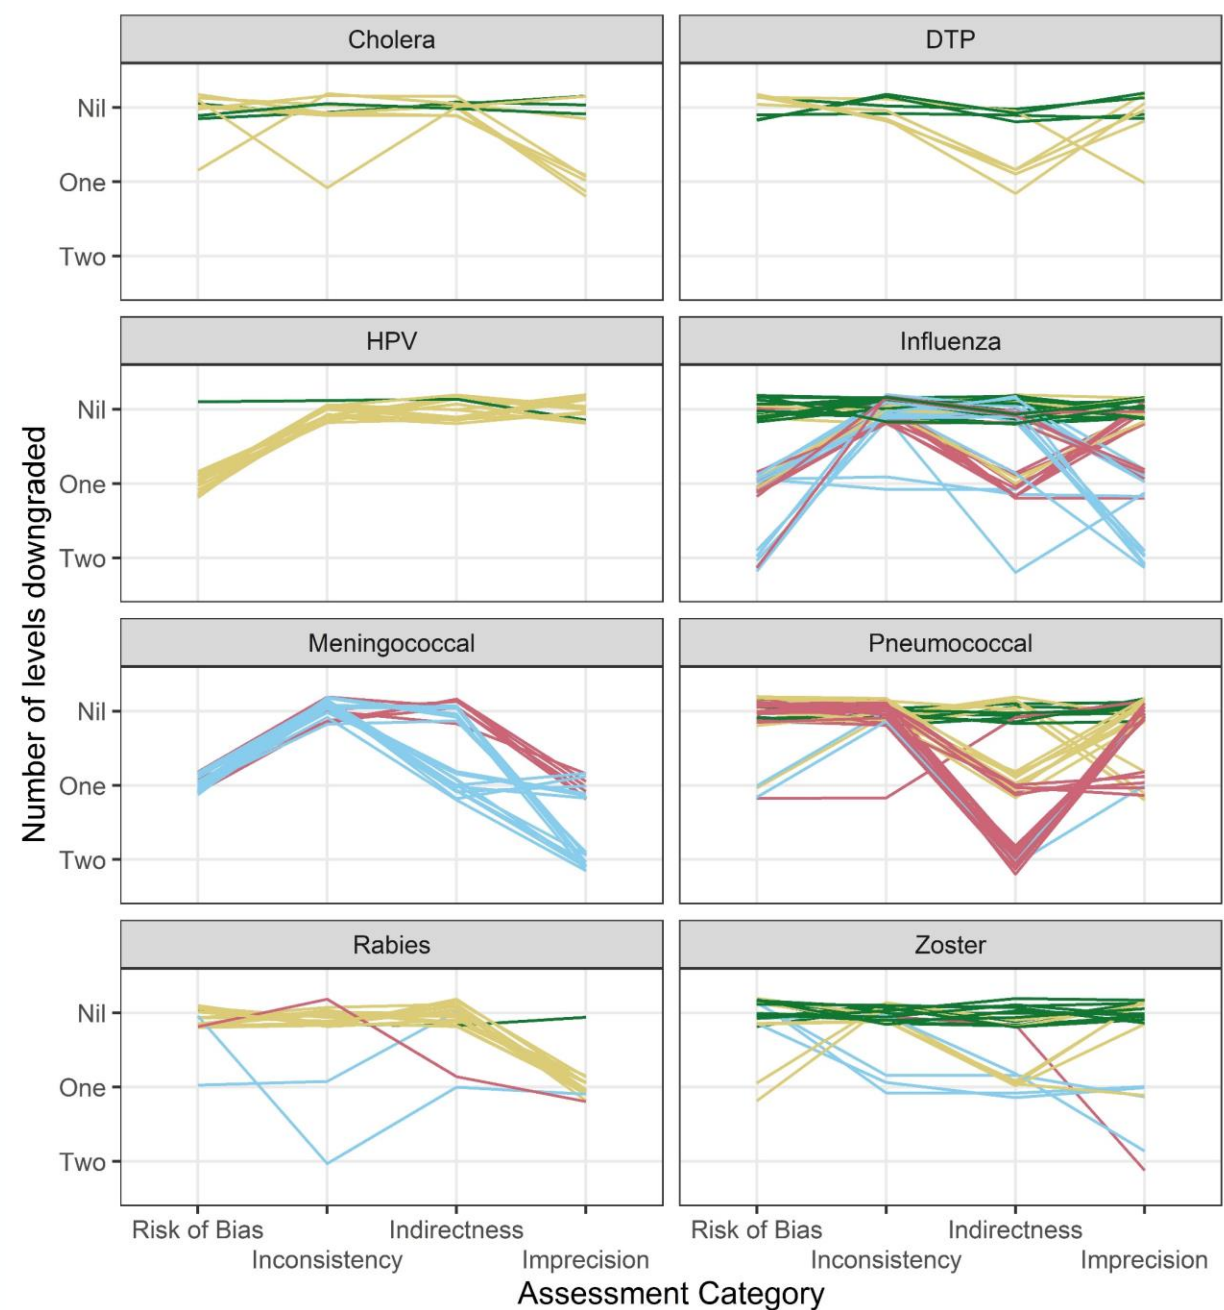 Cholera
DTP
Nil
One
Two
HPV
Influenza
Nil
One
Two
Meningococcal
Pneumococcal
Nil
One
Two
Rabies
Zoster
Nil
One
Two
Number of levels downgraded
Risk of Bias
Inconsistency
Indirectness
Imprecision
Risk of Bias
Inconsistency
Indirectness
Imprecision
Assessment Category